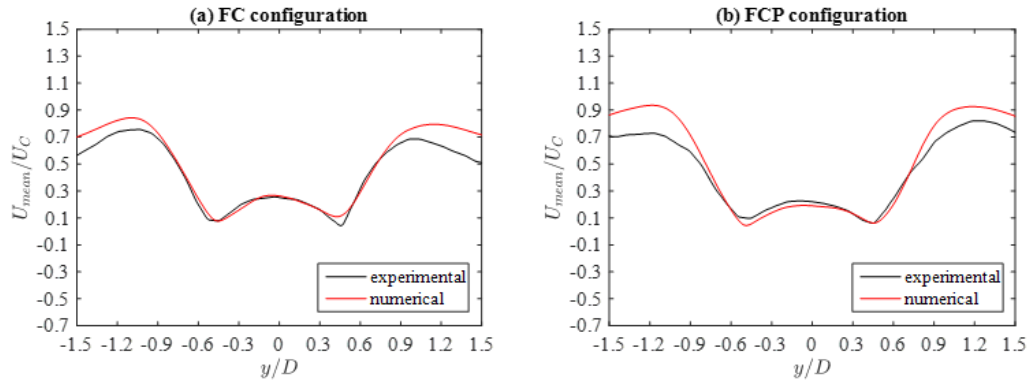 (a) FC configuration
1.5
1.3
1.1
0.9
0.7
0.5
0.3
0.1
-0.1
-0.3
-0.5
-0.7
U_mean/U_C
experimental
numerical
-1.5 -1.2 -0.9 -0.6 -0.3 0 0.3 0.6 0.9 1.2 1.5
y/D
(b) FCP configuration
1.5
1.3
1.1
0.9
0.7
0.5
0.3
0.1
-0.1
-0.3
-0.5
-0.7
U_mean/U_C
experimental
numerical
-1.5 -1.2 -0.9 -0.6 -0.3 0 0.3 0.6 0.9 1.2 1.5
y/D